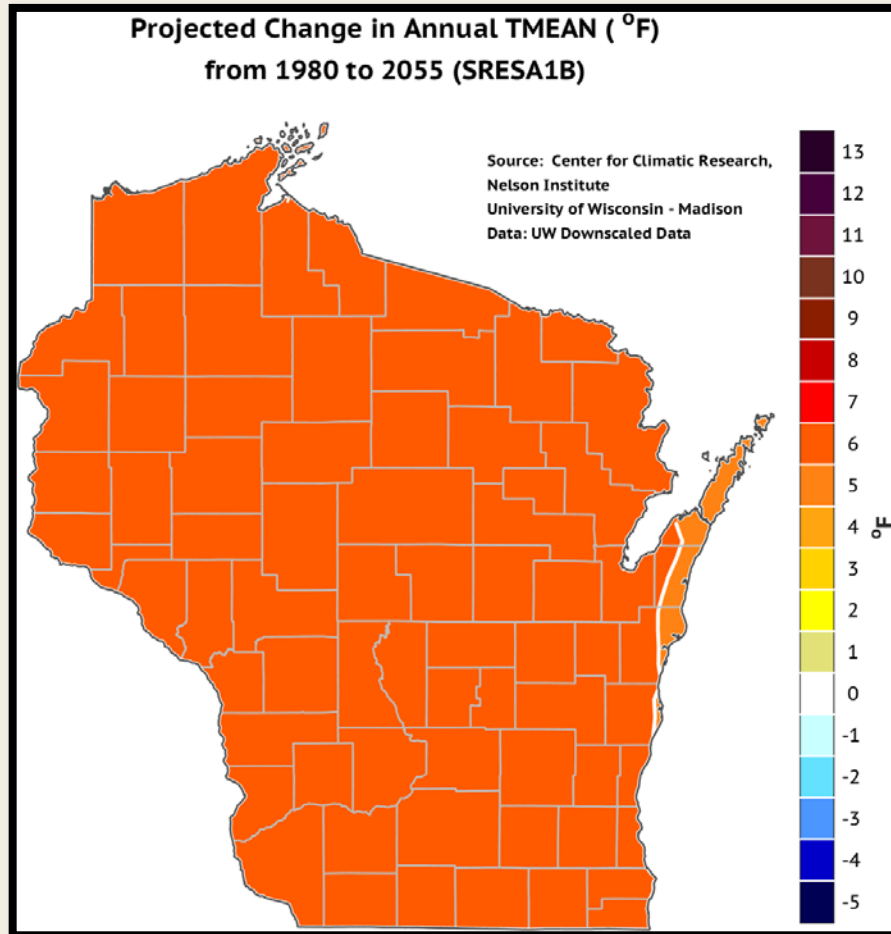 Projected Change in Annual TMEAN ( °F)
from 1980 to 2055 (SRESA1B)
Source: Center for Climatic Research,
Nelson Institute
University of Wisconsin - Madison
Data: UW Downscaled Data
13
12
11
10
9
8
7
6
5
4
3
2
1
0
-1
-2
-3
-4
-5
°F